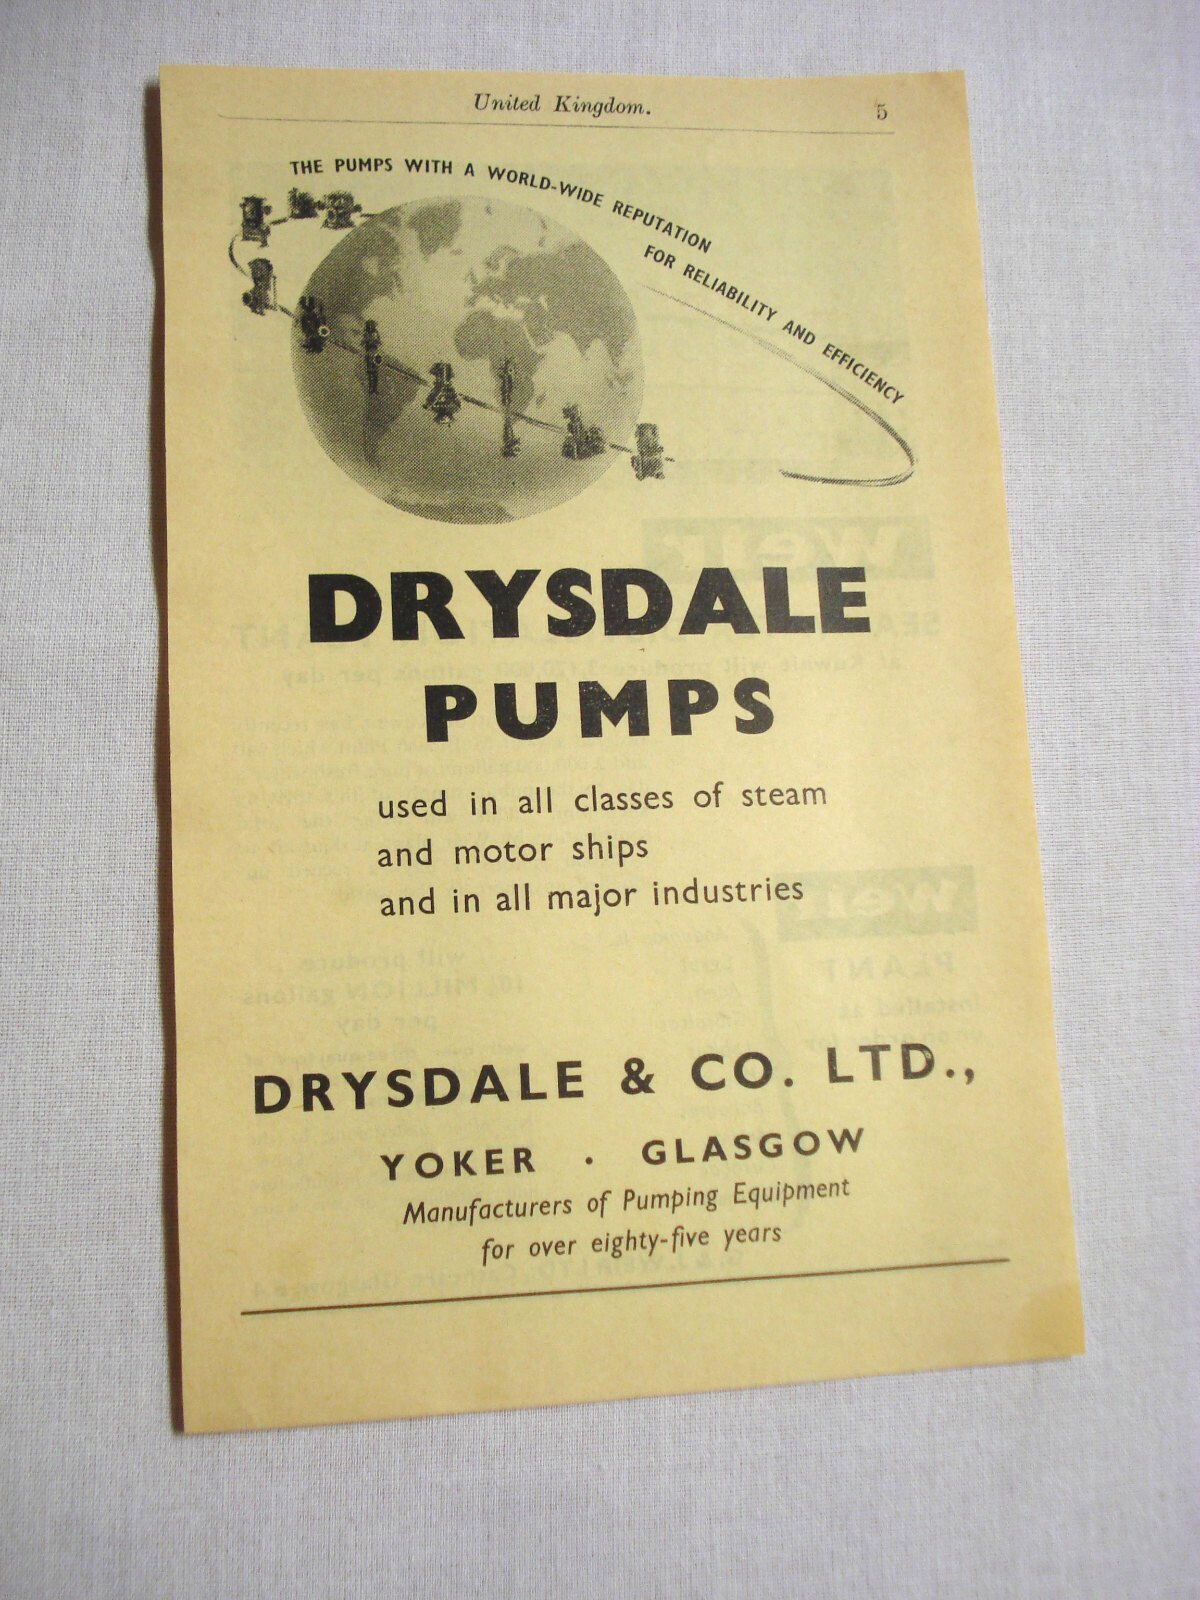 United Kingdom.
5
THE PUMPS WITH A WORLD-WIDE REPUTATION
FOR RELIABILITY AND EFFICIENCY
DRYSDALE
PUMPS
used in all classes of steam
and motor ships
and in all major industries
DRYSDALE & CO. LTD.,
YOKER · GLASGOW
Manufacturers of Pumping Equipment
for over eighty-five years